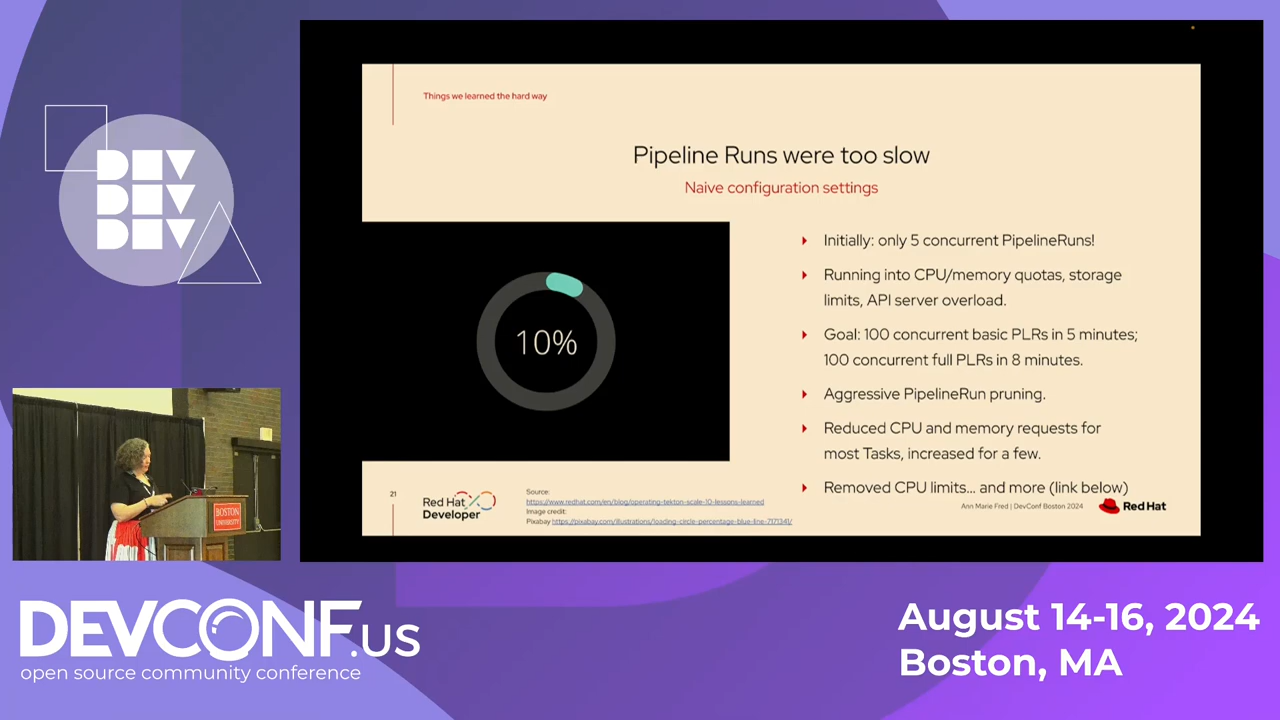 DEV
DEV
DEV
Things we learned the hard way
Pipeline Runs were too slow
Naive configuration settings
10%
Initially: only 5 concurrent PipelineRuns!
Running into CPU/memory quotas, storage
limits, API server overload.
Goal: 100 concurrent basic PLRs in 5 minutes;
100 concurrent full PLRs in 8 minutes.
Aggressive PipelineRun pruning.
Reduced CPU and memory requests for
most Tasks, increased for a few.
Removed CPU limits... and more (link below)
21
Red Hat
Developer
Source:
https://www.redhat.com/en/blog/operating-tekton-scale-10-lessons-learned
Image credit:
Pixabay https://pixabay.com/illustrations/loading-circle-percentage-blue-line-7171341/
Ann Marie Fred | DevConf Boston 2024
Red Hat
BOSTON
UNIVERSITY
DEVCONF.US
open source community conference
August 14-16, 2024
Boston, MA